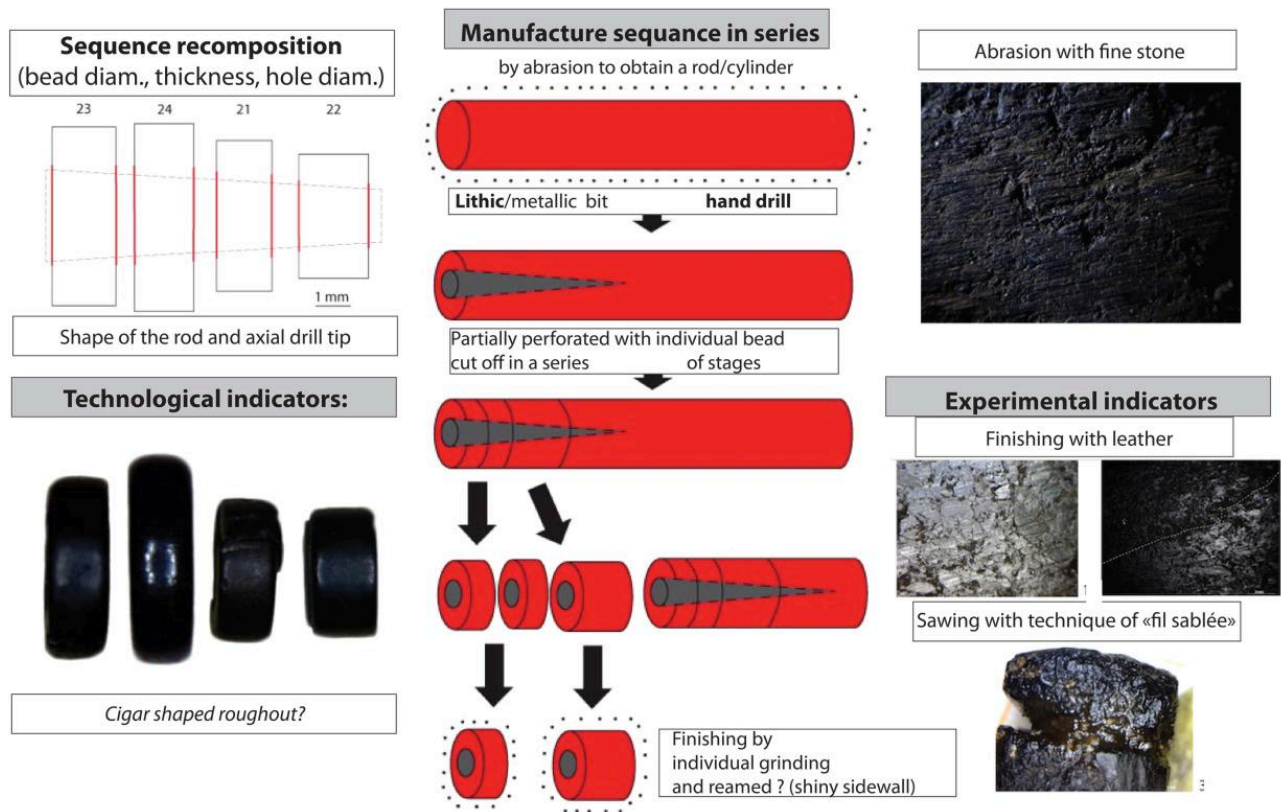 Sequence recomposition
(bead diam., thickness, hole diam.)
23 24 21 22
1 mm
Shape of the rod and axial drill tip
Technological indicators:
Cigar shaped roughout?
Manufacture sequance in series
by abrasion to obtain a rod/cylinder
Lithic/metallic bit hand drill
Partially perforated with individual bead
cut off in a series of stages
Finishing by
individual grinding
and reamed ? (shiny sidewall)
Abrasion with fine stone
Experimental indicators
Finishing with leather
1
Sawing with technique of «fil sablée»
3